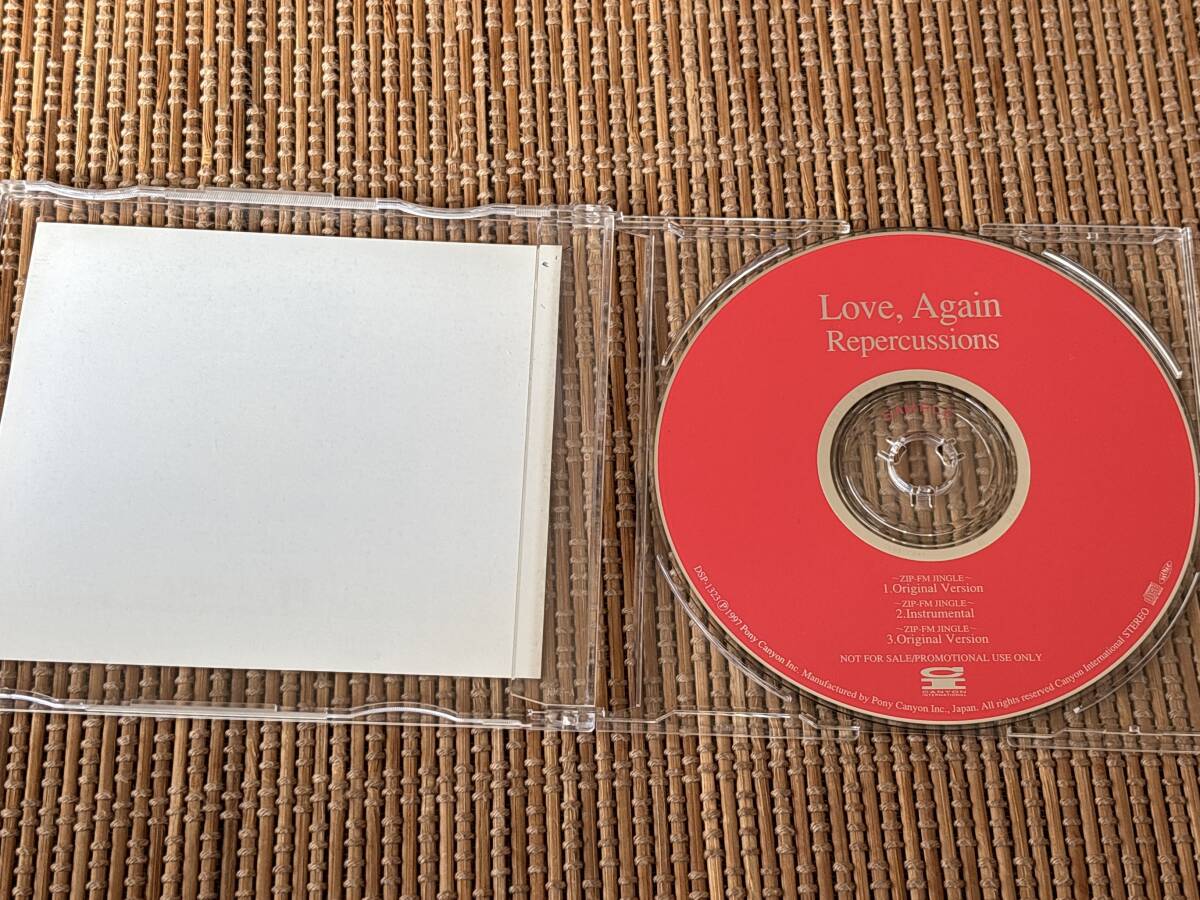 Love, Again
Repercussions
SAMPLE
~ZIP-FM JINGLE~
1.Original Version
~ZIP-FM JINGLE~
2.Instrumental
~ZIP-FM JINGLE~
3.Original Version
NOT FOR SALE/PROMOTIONAL USE ONLY
CANYON
INTERNATIONAL
DSP-1323 Ⓟ1997 Pony Canyon Inc. Manufactured by Pony Canyon Inc., Japan. All rights reserved Canyon International STEREO